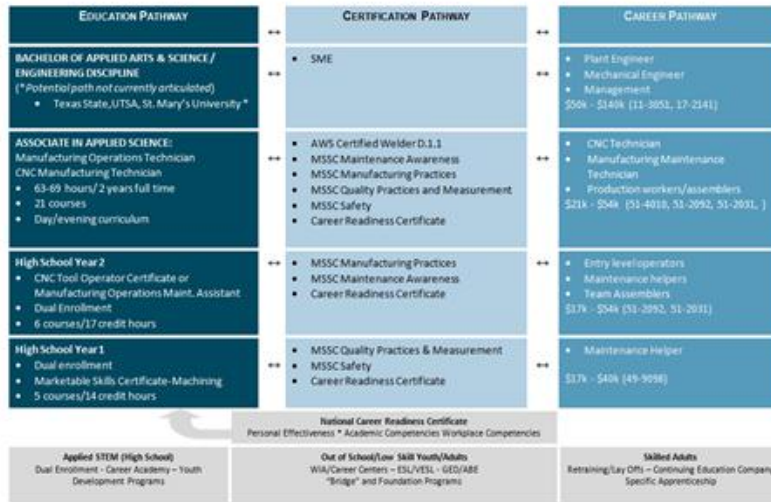 EDUCATION PATHWAY
↔
CERTIFICATION PATHWAY
↔
CAREER PATHWAY
BACHELOR OF APPLIED ARTS & SCIENCE /
ENGINEERING DISCIPLINE
(*Potential path not currently articulated)
• Texas State, UTSA, St. Mary's University *
↔
• SME
↔
• Plant Engineer
• Mechanical Engineer
• Management
$50k - $140k (11-3051, 17-2141)
ASSOCIATE IN APPLIED SCIENCE:
Manufacturing Operations Technician
CNC Manufacturing Technician
• 63-69 hours/ 2 years full time
• 21 courses
• Day/evening curriculum
↔
• AWS Certified Welder D.1.1
• MSSC Maintenance Awareness
• MSSC Manufacturing Practices
• MSSC Quality Practices and Measurement
• MSSC Safety
• Career Readiness Certificate
↔
• CNC Technician
• Manufacturing Maintenance
Technician
• Production workers/assemblers
$21k - $54k (51-4010, 51-2092, 51-2031, )
High School Year 2
• CNC Tool Operator Certificate or
Manufacturing Operations Maint. Assistant
• Dual Enrollment
• 6 courses/17 credit hours
↔
• MSSC Manufacturing Practices
• MSSC Maintenance Awareness
• Career Readiness Certificate
↔
• Entry level operators
• Maintenance helpers
• Team Assemblers
$17k - $54k (51-2092, 51-2031)
High School Year 1
• Dual enrollment
• Marketable Skills Certificate-Machining
• 5 courses/14 credit hours
↔
• MSSC Quality Practices & Measurement
• MSSC Safety
• Career Readiness Certificate
↔
• Maintenance Helper
$17k - $40k (49-9098)
National Career Readiness Certificate
Personal Effectiveness * Academic Competencies Workplace Competencies
Applied STEM (High School)
Dual Enrollment - Career Academy – Youth
Development Programs
Out of School/Low Skill Youth/Adults
WIA/Career Centers – ESL/VESL - GED/ABE
"Bridge" and Foundation Programs
Skilled Adults
Retraining/Lay Offs – Continuing Education Company
Specific Apprenticeship